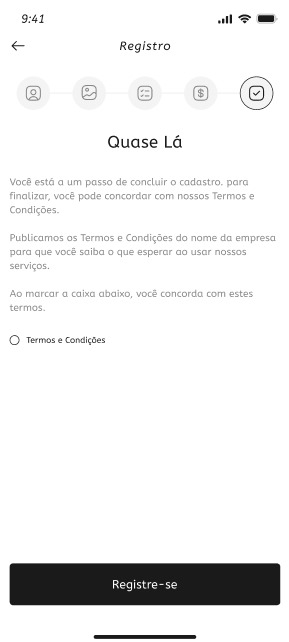 9:41
Registro
Quase Lá
Você está a um passo de concluir o cadastro. para
finalizar, você pode concordar com nossos Termos e
Condições.
Publicamos os Termos e Condições do nome da empresa
para que você saiba o que esperar ao usar nossos
serviços.
Ao marcar a caixa abaixo, você concorda com estes
termos.
Termos e Condições
Registre-se